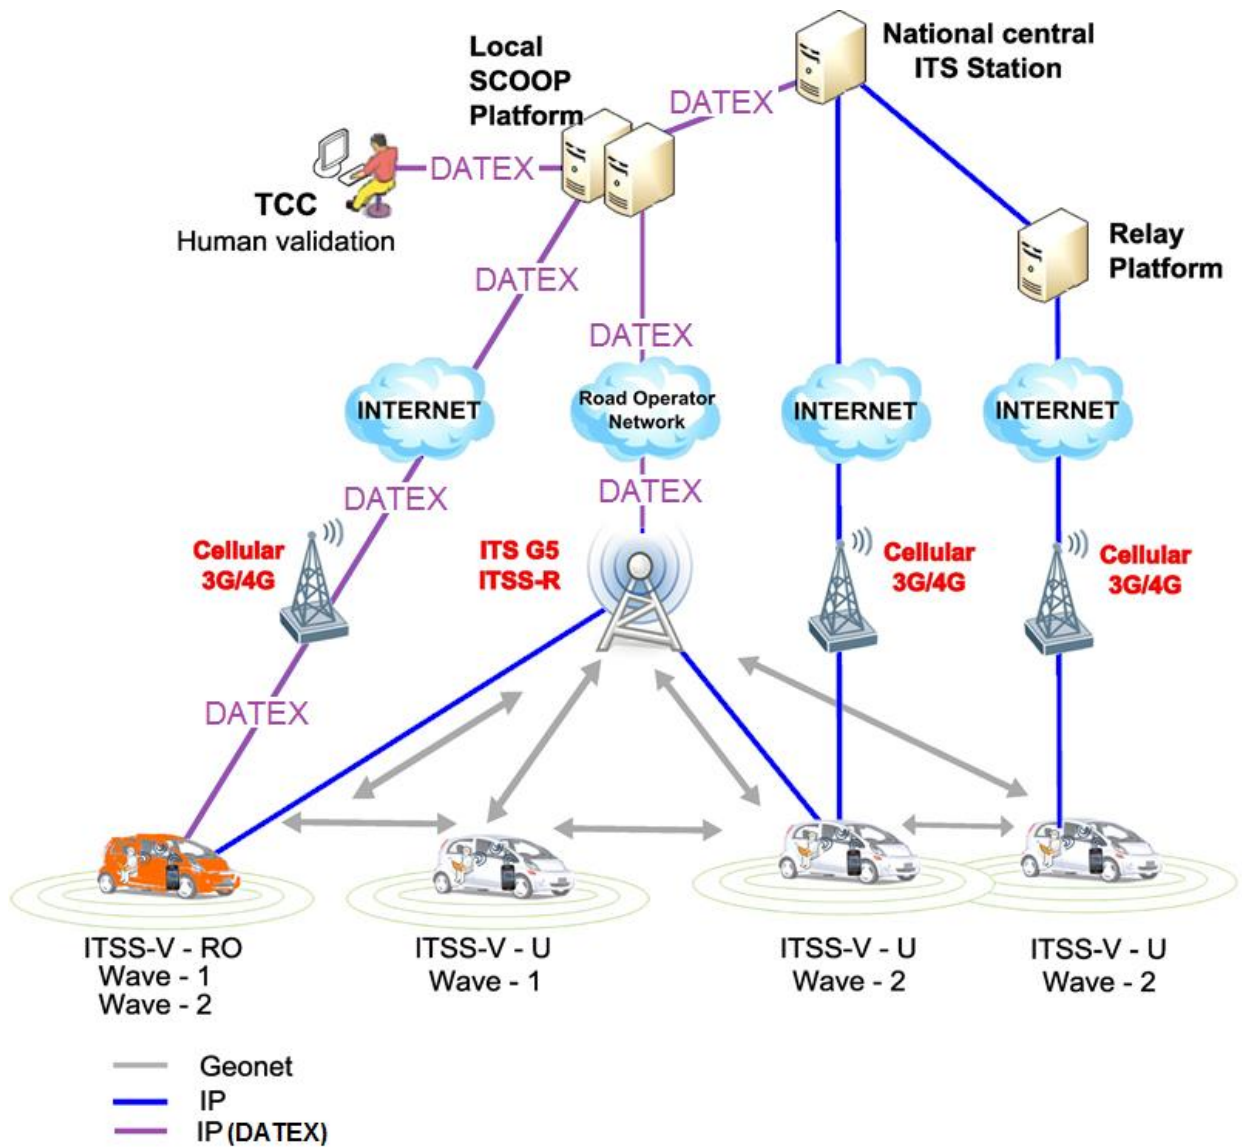 National central
ITS Station
Local
SCOOP
Platform
DATEX
DATEX
TCC
Human validation
Relay
Platform
DATEX
DATEX
INTERNET
Road Operator
Network
INTERNET
INTERNET
DATEX
DATEX
Cellular
3G/4G
ITS G5
ITSS-R
Cellular
3G/4G
Cellular
3G/4G
DATEX
ITSS-V - RO
Wave - 1
Wave - 2
ITSS-V - U
Wave - 1
ITSS-V - U
Wave - 2
ITSS-V - U
Wave - 2
Geonet
IP
IP (DATEX)